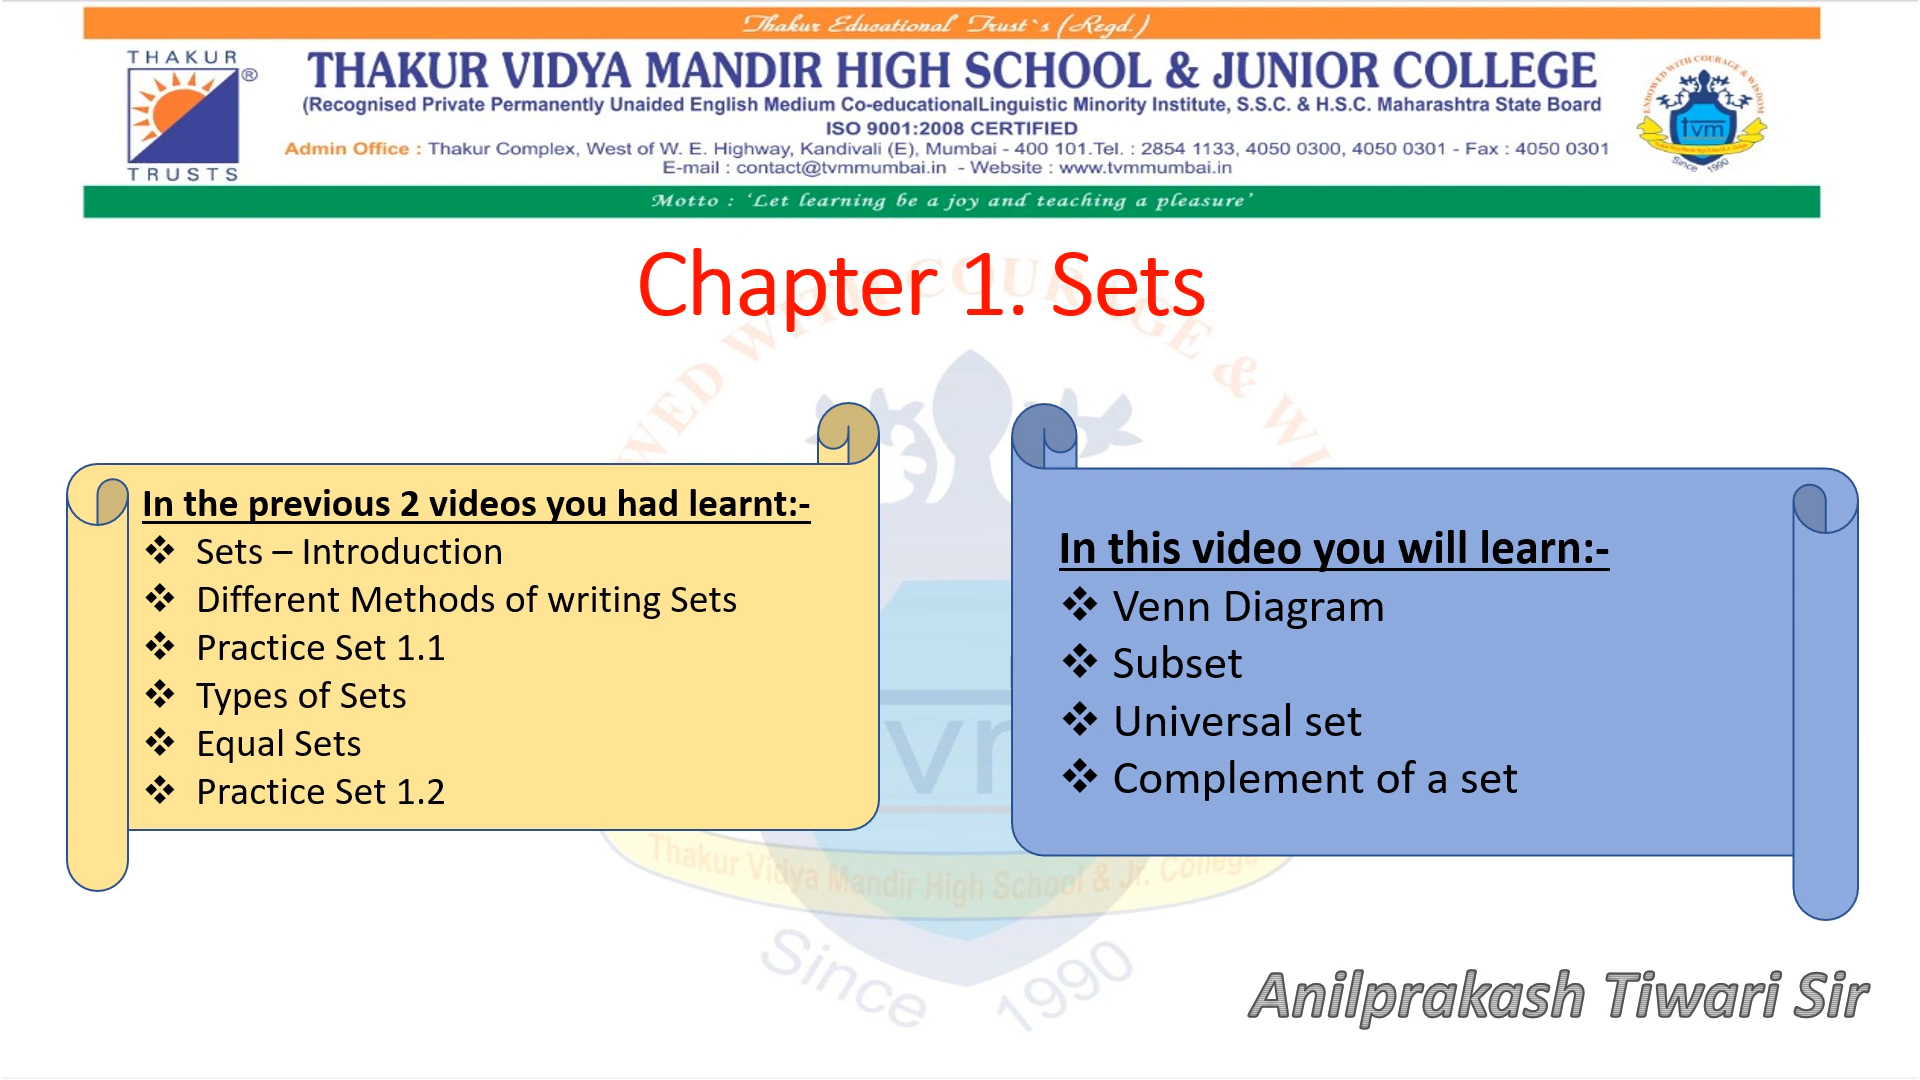 Thakur Educational Trust`s (Regd.)
THAKUR
TRUSTS
®
THAKUR VIDYA MANDIR HIGH SCHOOL & JUNIOR COLLEGE
(Recognised Private Permanently Unaided English Medium Co-educationalLinguistic Minority Institute, S.S.C. & H.S.C. Maharashtra State Board
ISO 9001:2008 CERTIFIED
Admin Office : Thakur Complex, West of W. E. Highway, Kandivali (E), Mumbai - 400 101.Tel. : 2854 1133, 4050 0300, 4050 0301 - Fax : 4050 0301
E-mail : contact@tvmmumbai.in - Website : www.tvmmumbai.in
ENDOWED WITH COURAGE & WISDOM
tvm
Since 1990
Motto : ‘Let learning be a joy and teaching a pleasure’
Chapter 1. Sets
In the previous 2 videos you had learnt:-
❖ Sets – Introduction
❖ Different Methods of writing Sets
❖ Practice Set 1.1
❖ Types of Sets
❖ Equal Sets
❖ Practice Set 1.2
In this video you will learn:-
❖ Venn Diagram
❖ Subset
❖ Universal set
❖ Complement of a set
Thakur Vidya Mandir High School & Jr. College
Since 1990
Anilprakash Tiwari Sir